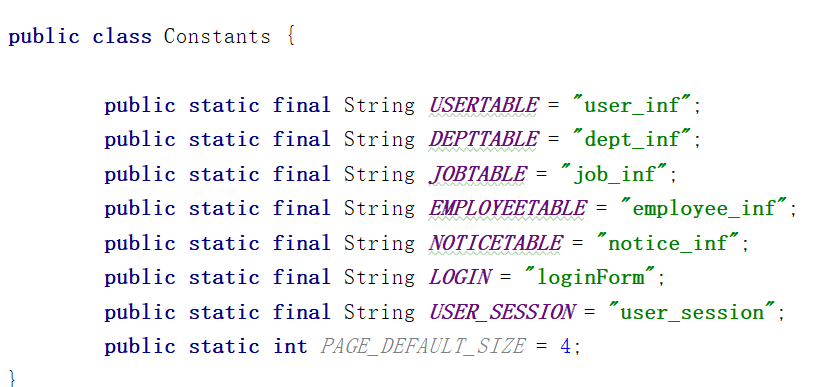 public class Constants {
public static final String USERTABLE = "user_inf";
public static final String DEPTTABLE = "dept_inf";
public static final String JOBTABLE = "job_inf";
public static final String EMPLOYEETABLE = "employee_inf";
public static final String NOTICETABLE = "notice_inf";
public static final String LOGIN = "loginForm";
public static final String USER_SESSION = "user_session";
public static int PAGE_DEFAULT_SIZE = 4;
}